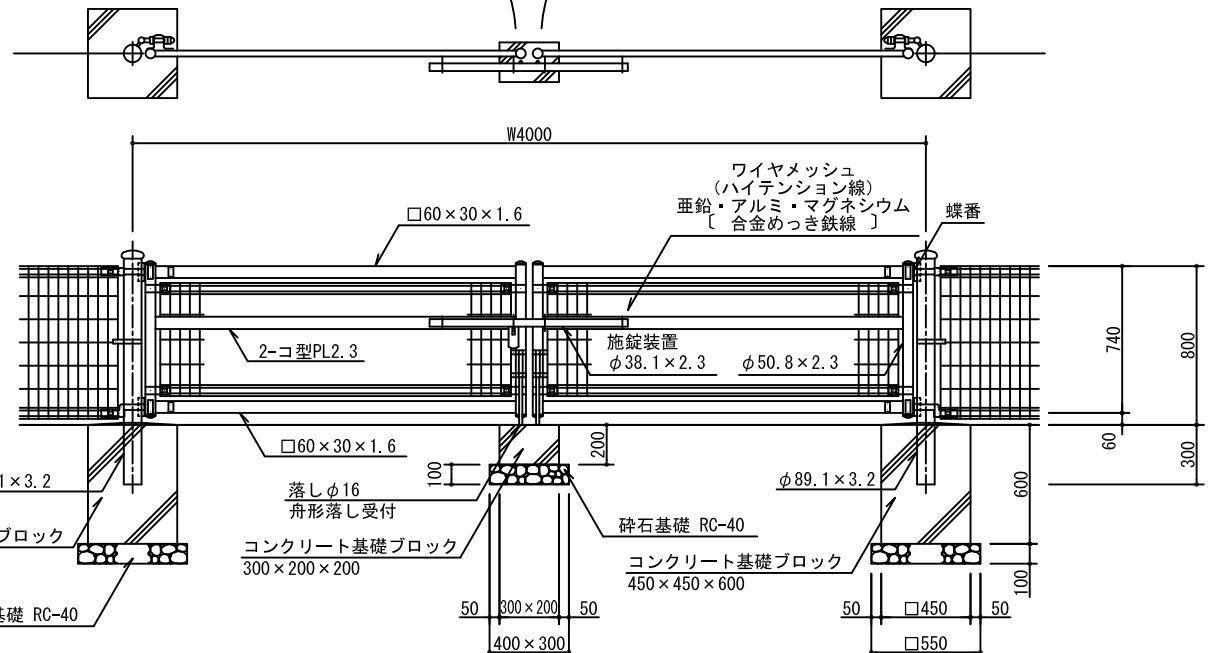 W4000
ワイヤメッシュ
(ハイテンション線)
亜鉛・アルミ・マグネシウム
〔 合金めっき鉄線 〕
蝶番
□60×30×1.6
2-コ型PL2.3
施錠装置
φ38.1×2.3
φ50.8×2.3
740
800
60
300
□60×30×1.6
200
100
1×3.2
落しφ16
舟形落し受付
φ89.1×3.2
600
ブロック
コンクリート基礎ブロック
300×200×200
砕石基礎 RC-40
コンクリート基礎ブロック
450×450×600
100
基礎 RC-40
50
300×200
50
400×300
50
□450
50
□550